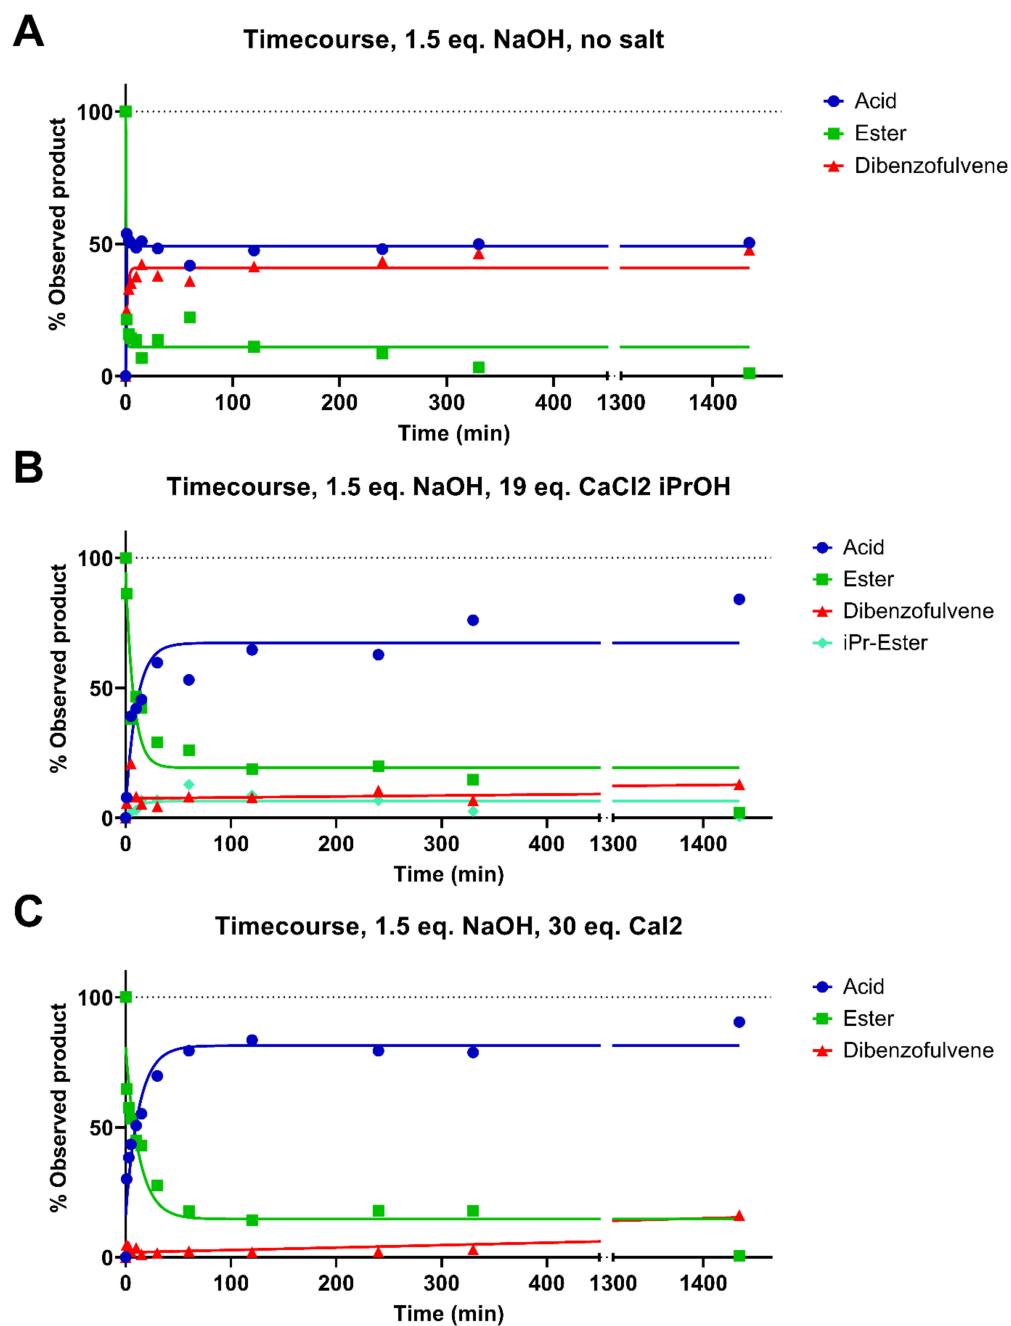 A
Timecourse, 1.5 eq. NaOH, no salt
% Observed product
100
50
0
0 100 200 300 400 1300 1400
Time (min)
Acid
Ester
Dibenzofulvene
B
Timecourse, 1.5 eq. NaOH, 19 eq. CaCl2 iPrOH
% Observed product
100
50
0
0 100 200 300 400 1300 1400
Time (min)
Acid
Ester
Dibenzofulvene
iPr-Ester
C
Timecourse, 1.5 eq. NaOH, 30 eq. CaI2
% Observed product
100
50
0
0 100 200 300 400 1300 1400
Time (min)
Acid
Ester
Dibenzofulvene